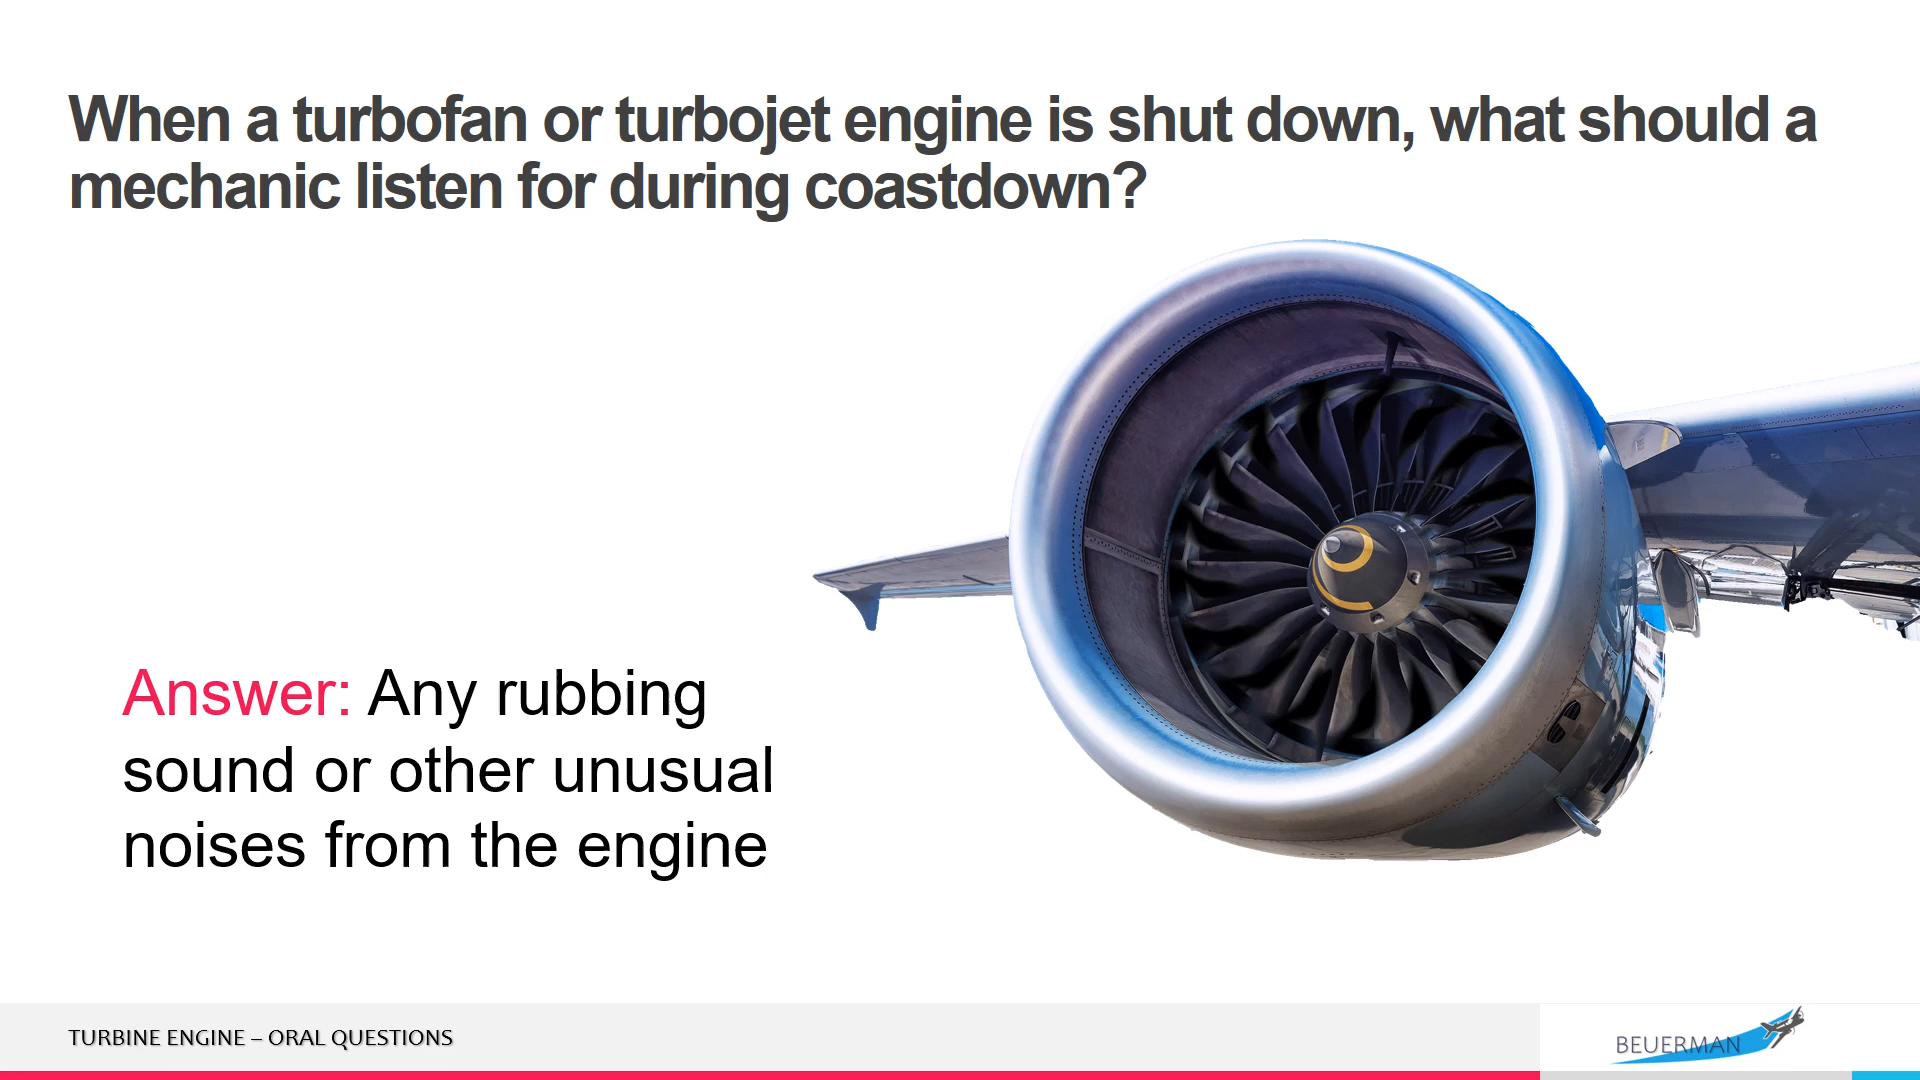 When a turbofan or turbojet engine is shut down, what should a
mechanic listen for during coastdown?
Answer: Any rubbing
sound or other unusual
noises from the engine
TURBINE ENGINE – ORAL QUESTIONS
BEUERMAN